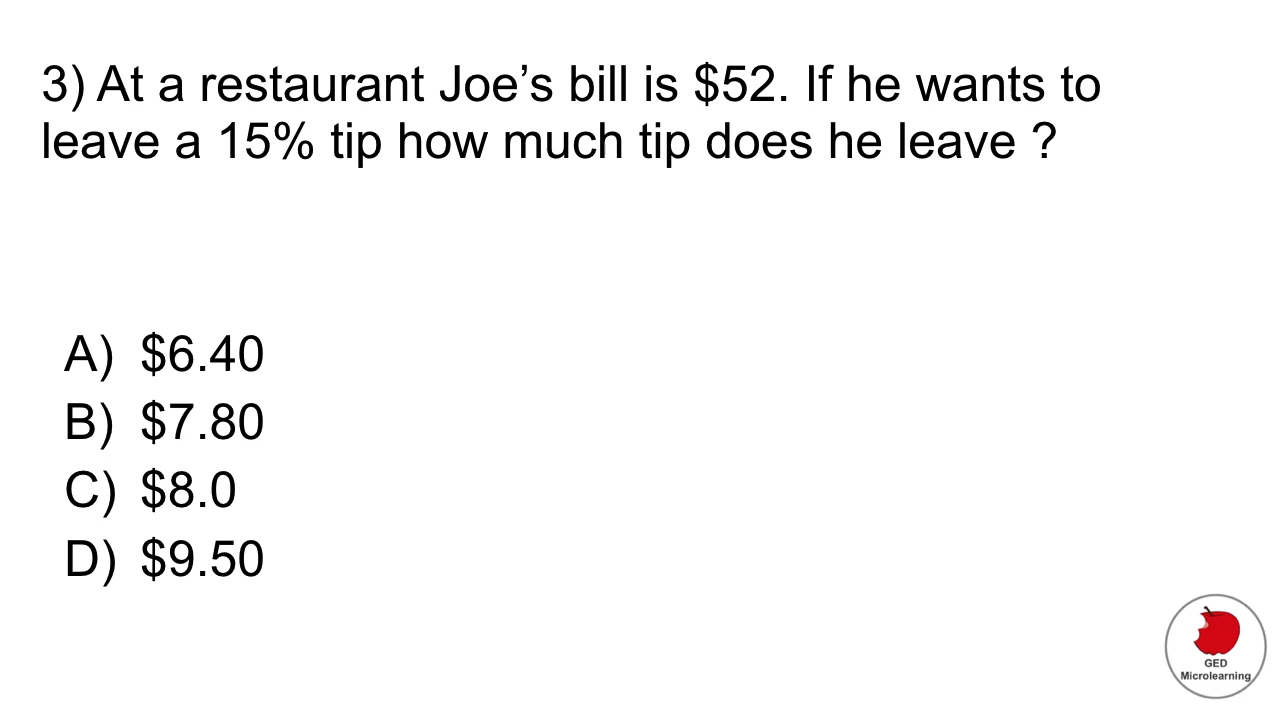 3) At a restaurant Joe’s bill is $52. If he wants to
leave a 15% tip how much tip does he leave ?
A) $6.40
B) $7.80
C) $8.0
D) $9.50
GED
Microlearning